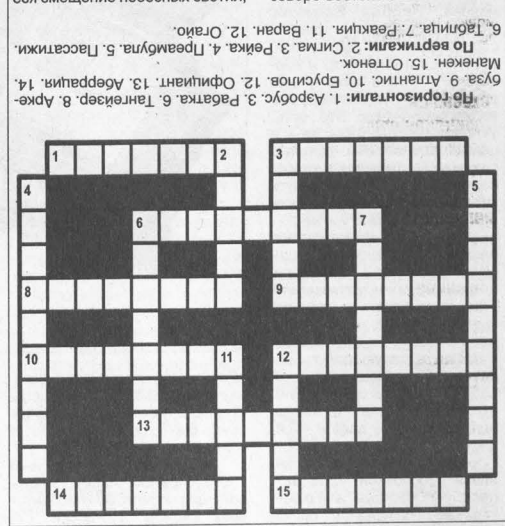 По горизонтали: 1. Аэробус. 3. Рабатка. 6. Тангейзер. 8. Арке-
буза. 9. Атлантис. 10. Брусилов. 12. Официант. 13. Аберрация. 14.
Манекен. 15. Оттенок.
По вертикали: 2. Сигма. 3. Рейка. 4. Преамбула. 5. Пассатижи.
6. Таблица. 7. Реакция. 11. Варан. 12. Огайо.
1 2 3
4 5
6 7
8 9
10 11 12
13
14 15